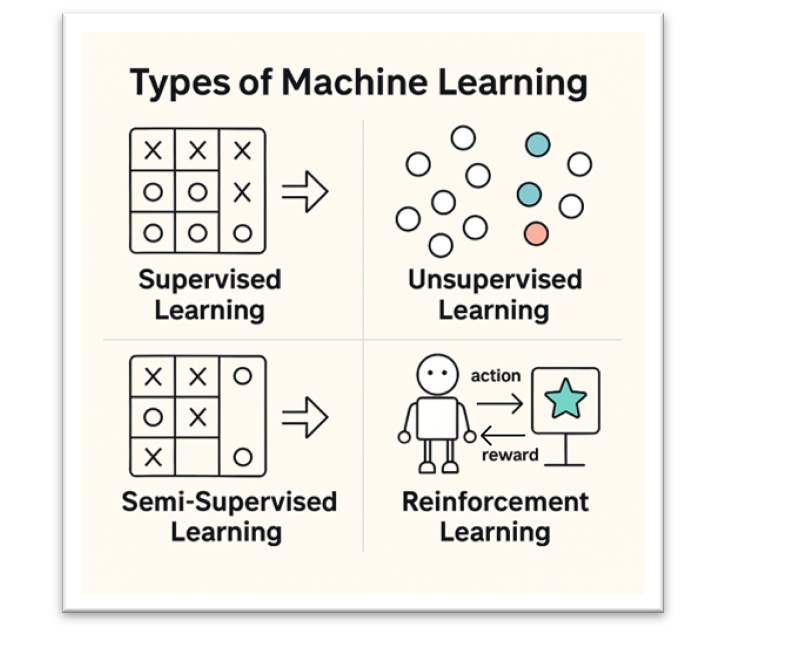 Types of Machine Learning
X X X
O O X
O O O
Supervised
Learning
Unsupervised
Learning
X X O
O X
X O
action
reward
Semi-Supervised
Learning
Reinforcement
Learning